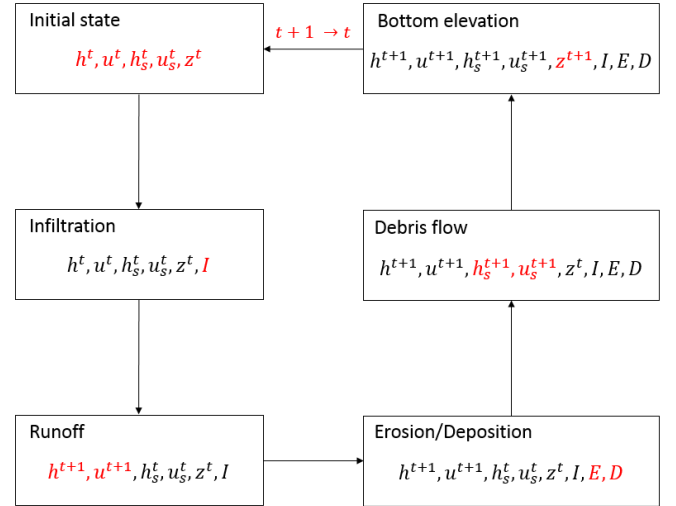 Initial state
h^t, u^t, h_s^t, u_s^t, z^t
t + 1 → t
Bottom elevation
h^{t+1}, u^{t+1}, h_s^{t+1}, u_s^{t+1}, z^{t+1}, I, E, D
Infiltration
h^t, u^t, h_s^t, u_s^t, z^t, I
Debris flow
h^{t+1}, u^{t+1}, h_s^{t+1}, u_s^{t+1}, z^t, I, E, D
Runoff
h^{t+1}, u^{t+1}, h_s^t, u_s^t, z^t, I
Erosion/Deposition
h^{t+1}, u^{t+1}, h_s^t, u_s^t, z^t, I, E, D